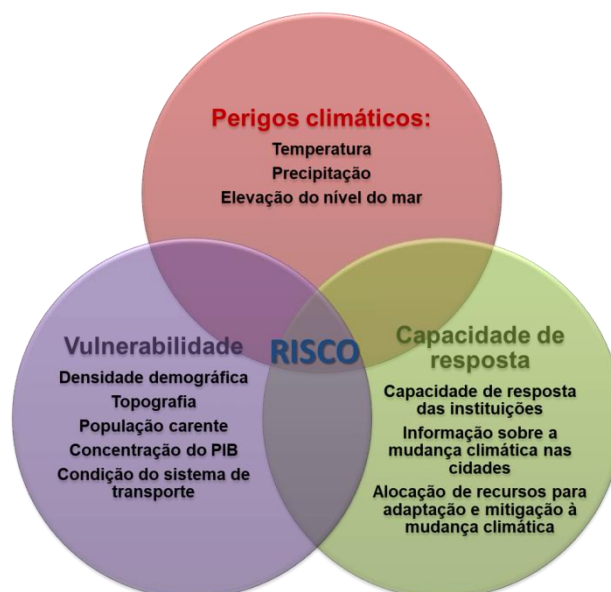 Perigos climáticos:
Temperatura
Precipitação
Elevação do nível do mar
Vulnerabilidade
Densidade demográfica
Topografia
População carente
Concentração do PIB
Condição do sistema de
transporte
RISCO
Capacidade de
resposta
Capacidade de resposta
das instituições
Informação sobre a
mudança climática nas
cidades
Alocação de recursos para
adaptação e mitigação à
mudança climática